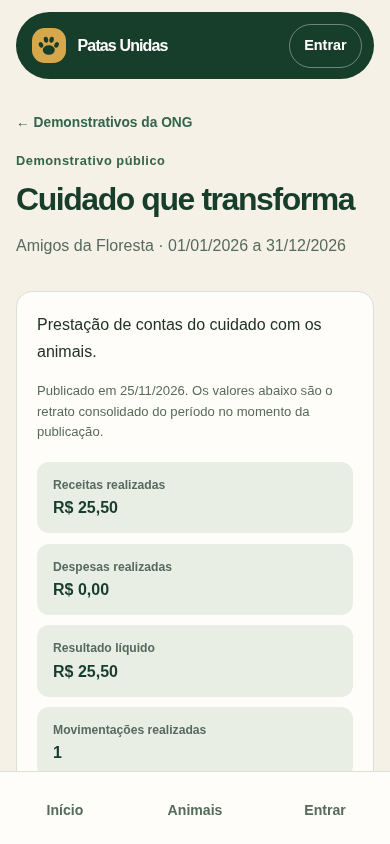 Patas Unidas
Entrar
← Demonstrativos da ONG
Demonstrativo público
Cuidado que transforma
Amigos da Floresta · 01/01/2026 a 31/12/2026
Prestação de contas do cuidado com os
animais.
Publicado em 25/11/2026. Os valores abaixo são o
retrato consolidado do período no momento da
publicação.
Receitas realizadas
R$ 25,50
Despesas realizadas
R$ 0,00
Resultado líquido
R$ 25,50
Movimentações realizadas
1
Início
Animais
Entrar